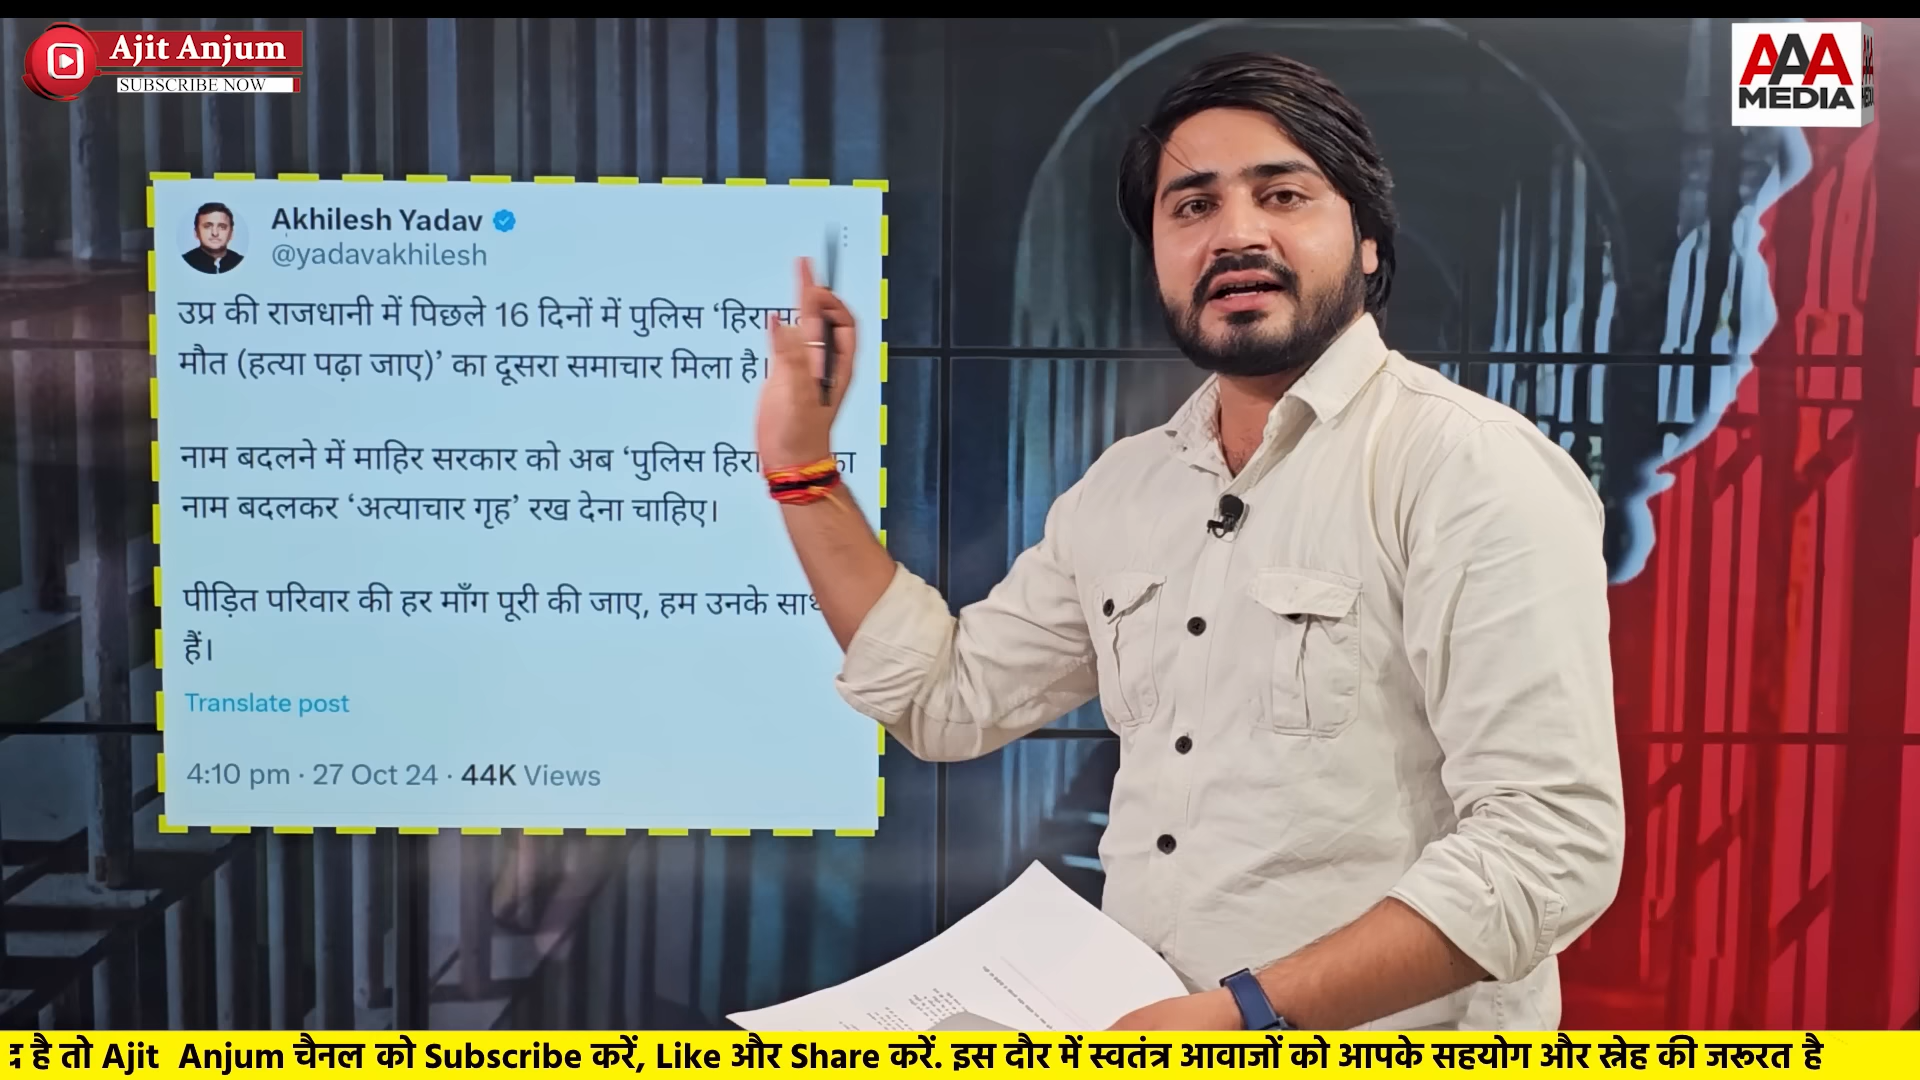 Ajit Anjum
SUBSCRIBE NOW
AAA
MEDIA
Akhilesh Yadav
@yadavakhilesh
उप्र की राजधानी में पिछले 16 दिनों में पुलिस
मौत (हत्या पढ़ा जाए)’ का दूसरा समाचार मिला है।
नाम बदलने में माहिर सरकार को अब ‘पुलिस
नाम बदलकर ‘अत्याचार गृह’ रख देना चाहिए।
पीड़ित परिवार की हर माँग पूरी की जाए, हम उनके साथ
हैं।
Translate post
4:10 pm · 27 Oct 24 · 44K Views
है तो Ajit Anjum चैनल को Subscribe करें, Like और Share करें. इस दौर में स्वतंत्र आवाजों को आपके सहयोग और स्नेह की जरूरत है